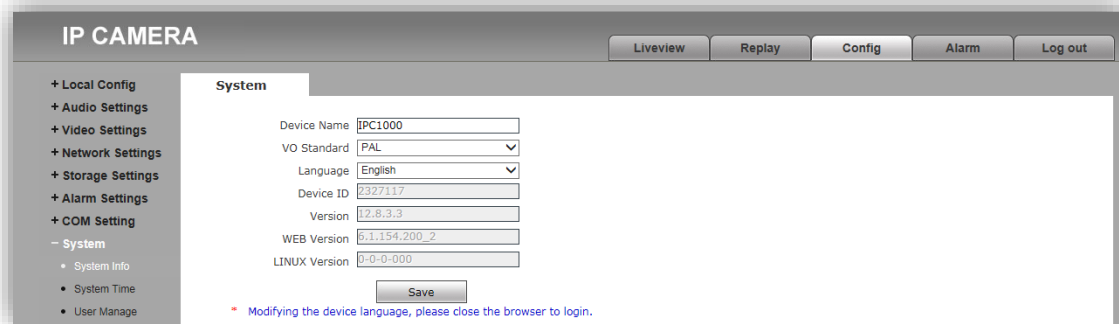 IP CAMERA
Liveview Replay Config Alarm Log out
+ Local Config
+ Audio Settings
+ Video Settings
+ Network Settings
+ Storage Settings
+ Alarm Settings
+ COM Setting
− System
• System Info
• System Time
• User Manage
System
Device Name IPC1000
VO Standard PAL
Language English
Device ID 2327117
Version 12.8.3.3
WEB Version 6.1.154.200_2
LINUX Version 0-0-0-000
Save
* Modifying the device language, please close the browser to login.